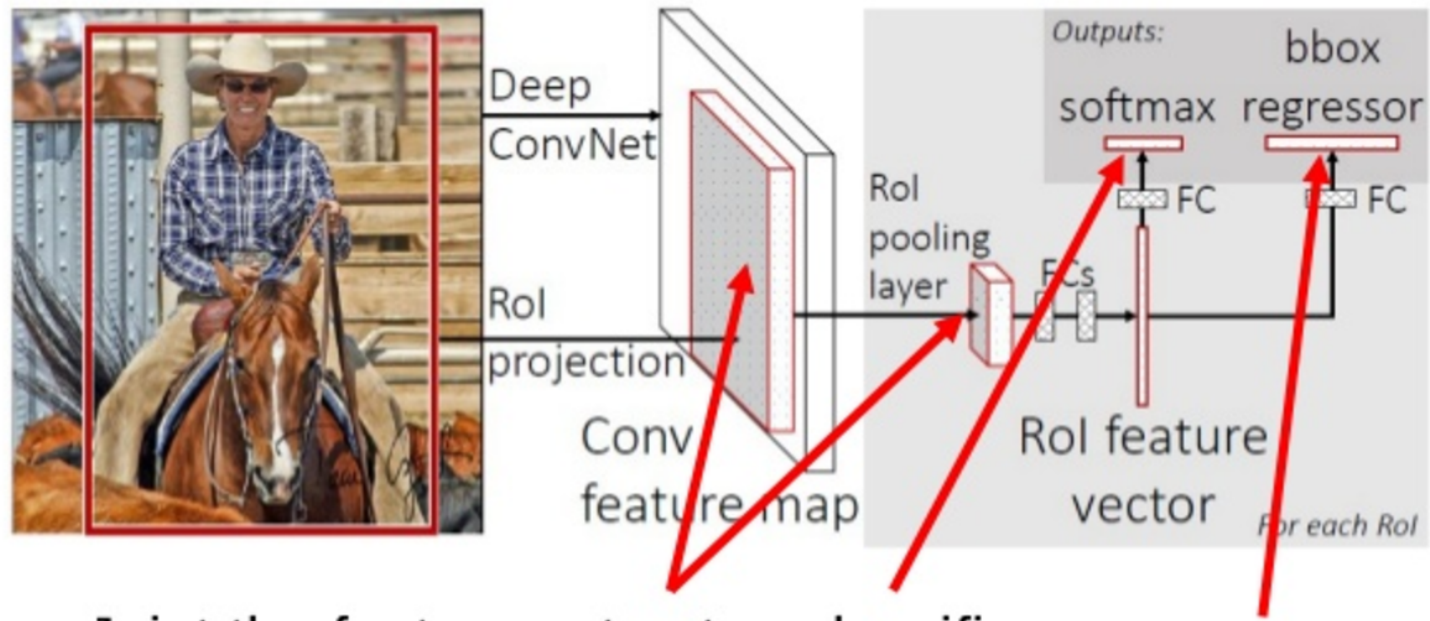 Deep
ConvNet
RoI
projection
Conv
feature map
RoI
pooling
layer
FCs
RoI feature
vector
For each RoI
Outputs:
softmax
bbox
regressor
FC
FC